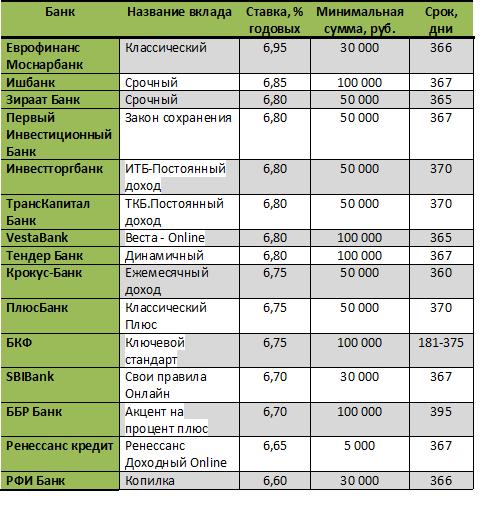 Банк Название вклада Ставка, % Минимальная Срок,
годовых сумма, руб. дни
Еврофинанс Классический 6,95 30 000 366
Моснарбанк
Ишбанк Срочный 6,85 100 000 367
Зираат Банк Срочный 6,80 50 000 365
Первый Закон сохранения 6,80 50 000 367
Инвестиционный
Банк
Инвестторгбанк ИТБ-Постоянный 6,80 50 000 370
доход
ТрансКапитал ТКБ.Постоянный 6,80 50 000 370
Банк доход
VestaBank Веста - Online 6,80 100 000 365
Тендер Банк Динамичный 6,80 100 000 367
Крокус-Банк Ежемесячный 6,75 50 000 360
доход
ПлюсБанк Классический 6,75 50 000 370
Плюс
БКФ Ключевой 6,75 100 000 181-375
стандарт
SBIBank Свои правила 6,70 30 000 367
Онлайн
ББР Банк Акцент на 6,70 100 000 395
процент плюс
Ренессанс кредит Ренессанс 6,65 5 000 367
Доходный Online
РФИ Банк Копилка 6,60 30 000 366